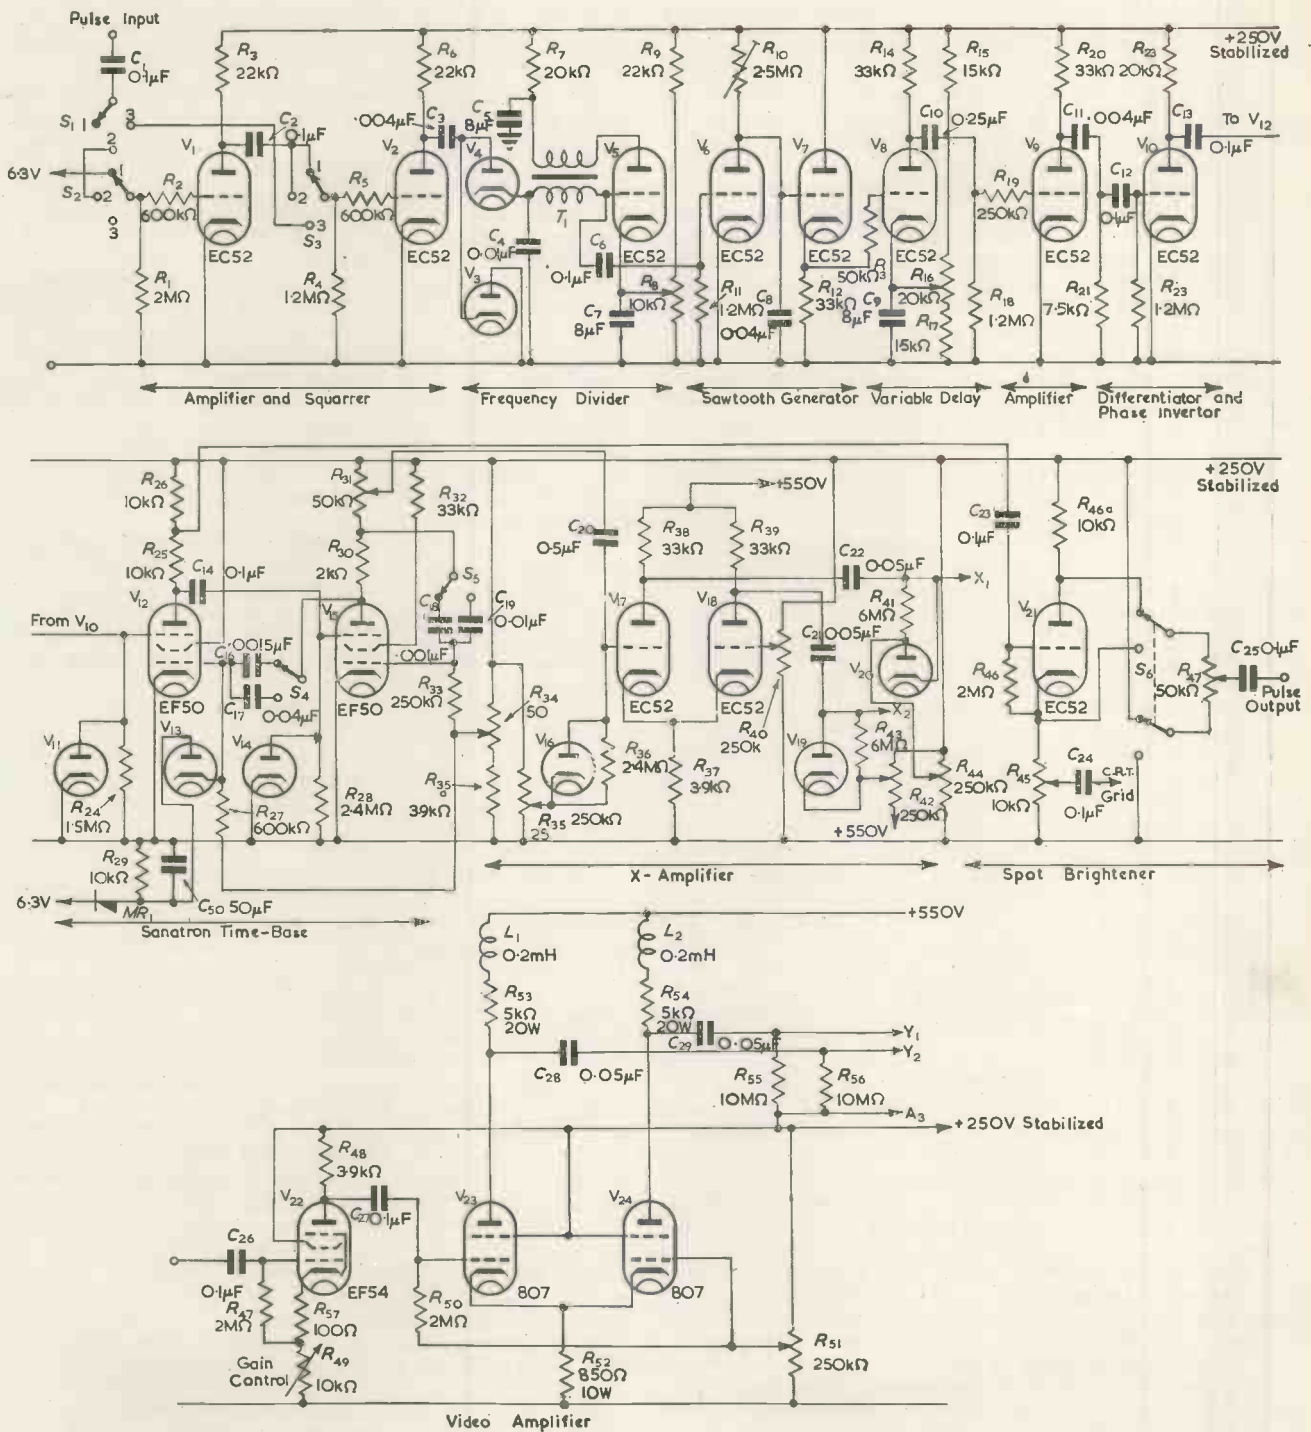 Pulse Input
C1
0·1μF
S1
1
2
3
6·3V
S2
1
2
3
R1
2MΩ
R2
600kΩ
R3
22kΩ
V1
EC52
C2
0·1μF
1
2
3
S3
R4
1·2MΩ
R5
600kΩ
R6
22kΩ
V2
EC52
C3
·004μF
R7
20kΩ
C5
8μF
V4
V3
C4
0·01μF
T1
V5
EC52
C6
0·1μF
C7
8μF
R8
10kΩ
R9
22kΩ
R10
2·5MΩ
V6
EC52
R11
1·2MΩ
C8
0·04μF
V7
EC52
R12
33kΩ
R3
50kΩ
R14
33kΩ
V8
EC52
C9
8μF
C10
0·25μF
R15
15kΩ
R16
20kΩ
R17
15kΩ
R18
1·2MΩ
R19
250kΩ
R20
33kΩ
V9
EC52
C11
·004μF
R21
7·5kΩ
C12
0·1μF
R23
20kΩ
V10
EC52
R23
1·2MΩ
C13
0·1μF
+250V
Stabilized
To V12
Amplifier and Squarrer
Frequency Divider
Sawtooth Generator
Variable Delay
Amplifier
Differentiator and
Phase Invertor
R26
10kΩ
R25
10kΩ
C14
0·1μF
V12
EF50
From V10
V11
R24
1·5MΩ
V13
C16
·0015μF
C17
0·04μF
S4
V14
R27
600kΩ
R28
2·4MΩ
R29
10kΩ
C50 50μF
6·3V
MR1
Sanatron Time-Base
R31
50kΩ
R30
2kΩ
V15
EF50
R32
33kΩ
S5
C18
·001μF
C19
0·01μF
R33
250kΩ
R34
50
R35a
3·9kΩ
R35
25
C20
0·5μF
V16
250kΩ
R36
2·4MΩ
R37
3·9kΩ
R38
33kΩ
R39
33kΩ
+550V
V17
EC52
V18
EC52
R40
250k
C22
0·05μF
C21
0·05μF
R41
6MΩ
X1
X2
V20
V19
R43
6MΩ
R42
250kΩ
+550V
R44
250kΩ
X-Amplifier
C23
0·1μF
R46a
10kΩ
V21
EC52
R46
2MΩ
R45
10kΩ
C24
0·1μF
C.R.T.
Grid
S6
R47
50kΩ
C25 0·1μF
Pulse
Output
+250V
Stabilized
Spot Brightener
L1
0·2mH
L2
0·2mH
+550V
R53
5kΩ
20W
R54
5kΩ
20W
C28
0·05μF
C29
0·05μF
Y1
Y2
R55
10MΩ
R56
10MΩ
A3
+250V Stabilized
R48
3·9kΩ
V22
EF54
C27 0·1μF
C26
0·1μF
R47
2MΩ
R57
100Ω
R49
10kΩ
Gain
Control
R50
2MΩ
V23
807
V24
807
R52
850Ω
10W
R51
250kΩ
Video Amplifier